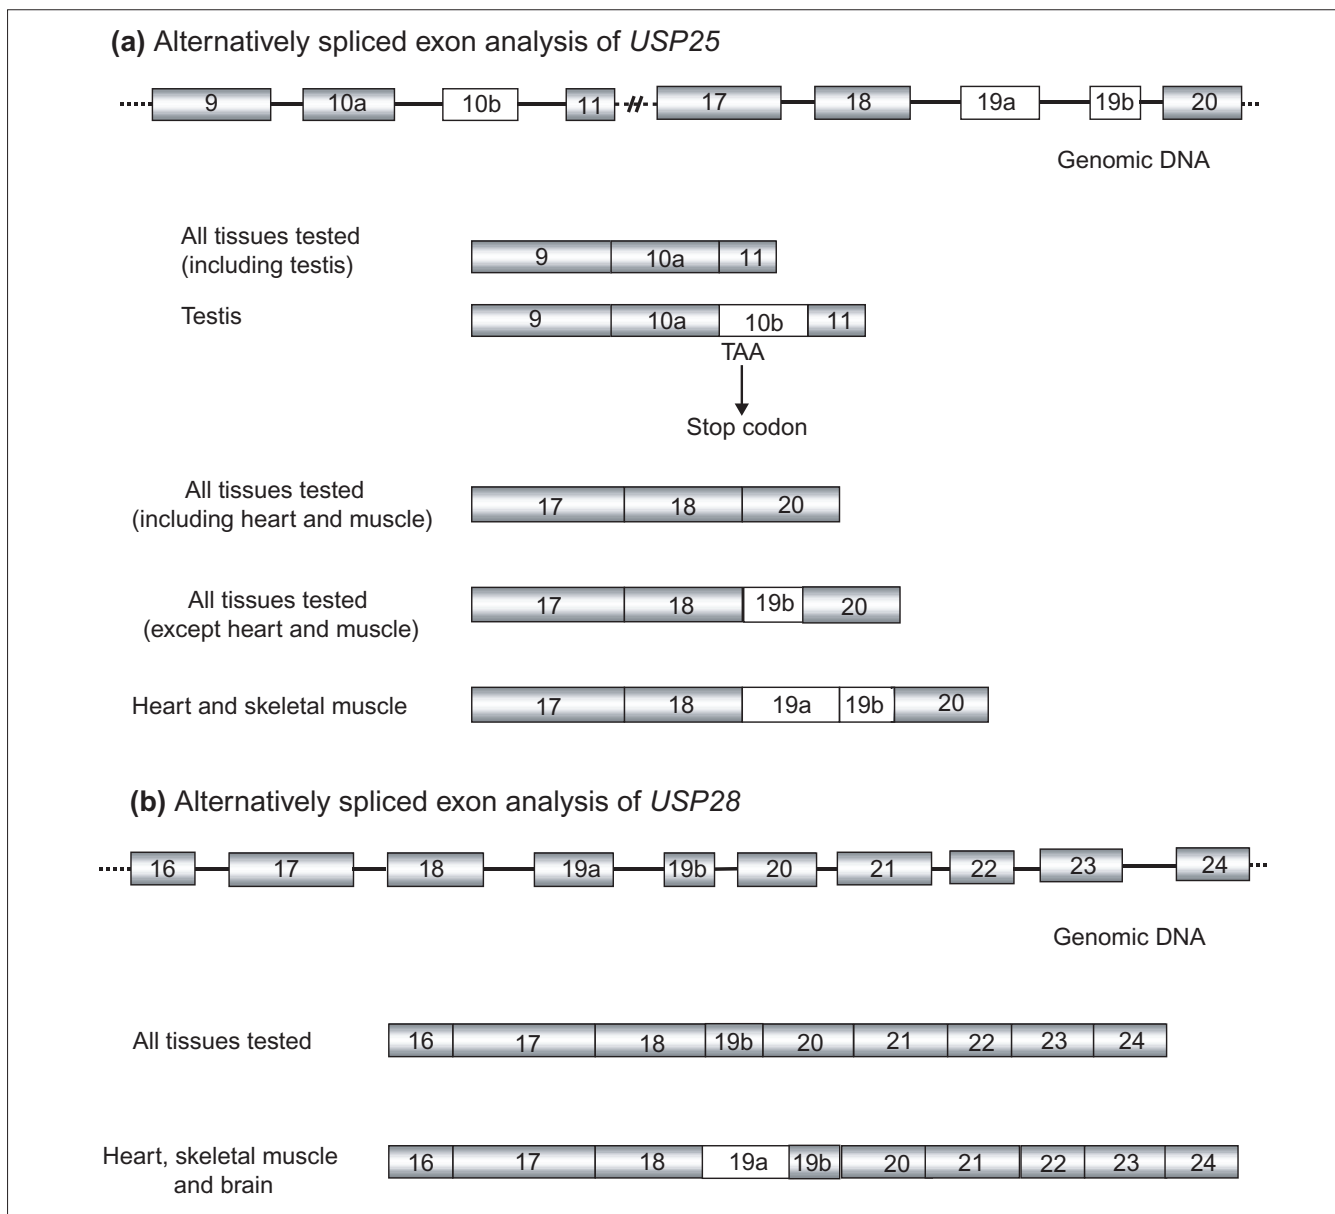 (a) Alternatively spliced exon analysis of USP25
9 10a 10b 11 17 18 19a 19b 20
Genomic DNA
All tissues tested
(including testis)
9 10a 11
Testis
9 10a 10b 11
TAA
Stop codon
All tissues tested
(including heart and muscle)
17 18 20
All tissues tested
(except heart and muscle)
17 18 19b 20
Heart and skeletal muscle
17 18 19a 19b 20
(b) Alternatively spliced exon analysis of USP28
16 17 18 19a 19b 20 21 22 23 24
Genomic DNA
All tissues tested
16 17 18 19b 20 21 22 23 24
Heart, skeletal muscle
and brain
16 17 18 19a 19b 20 21 22 23 24